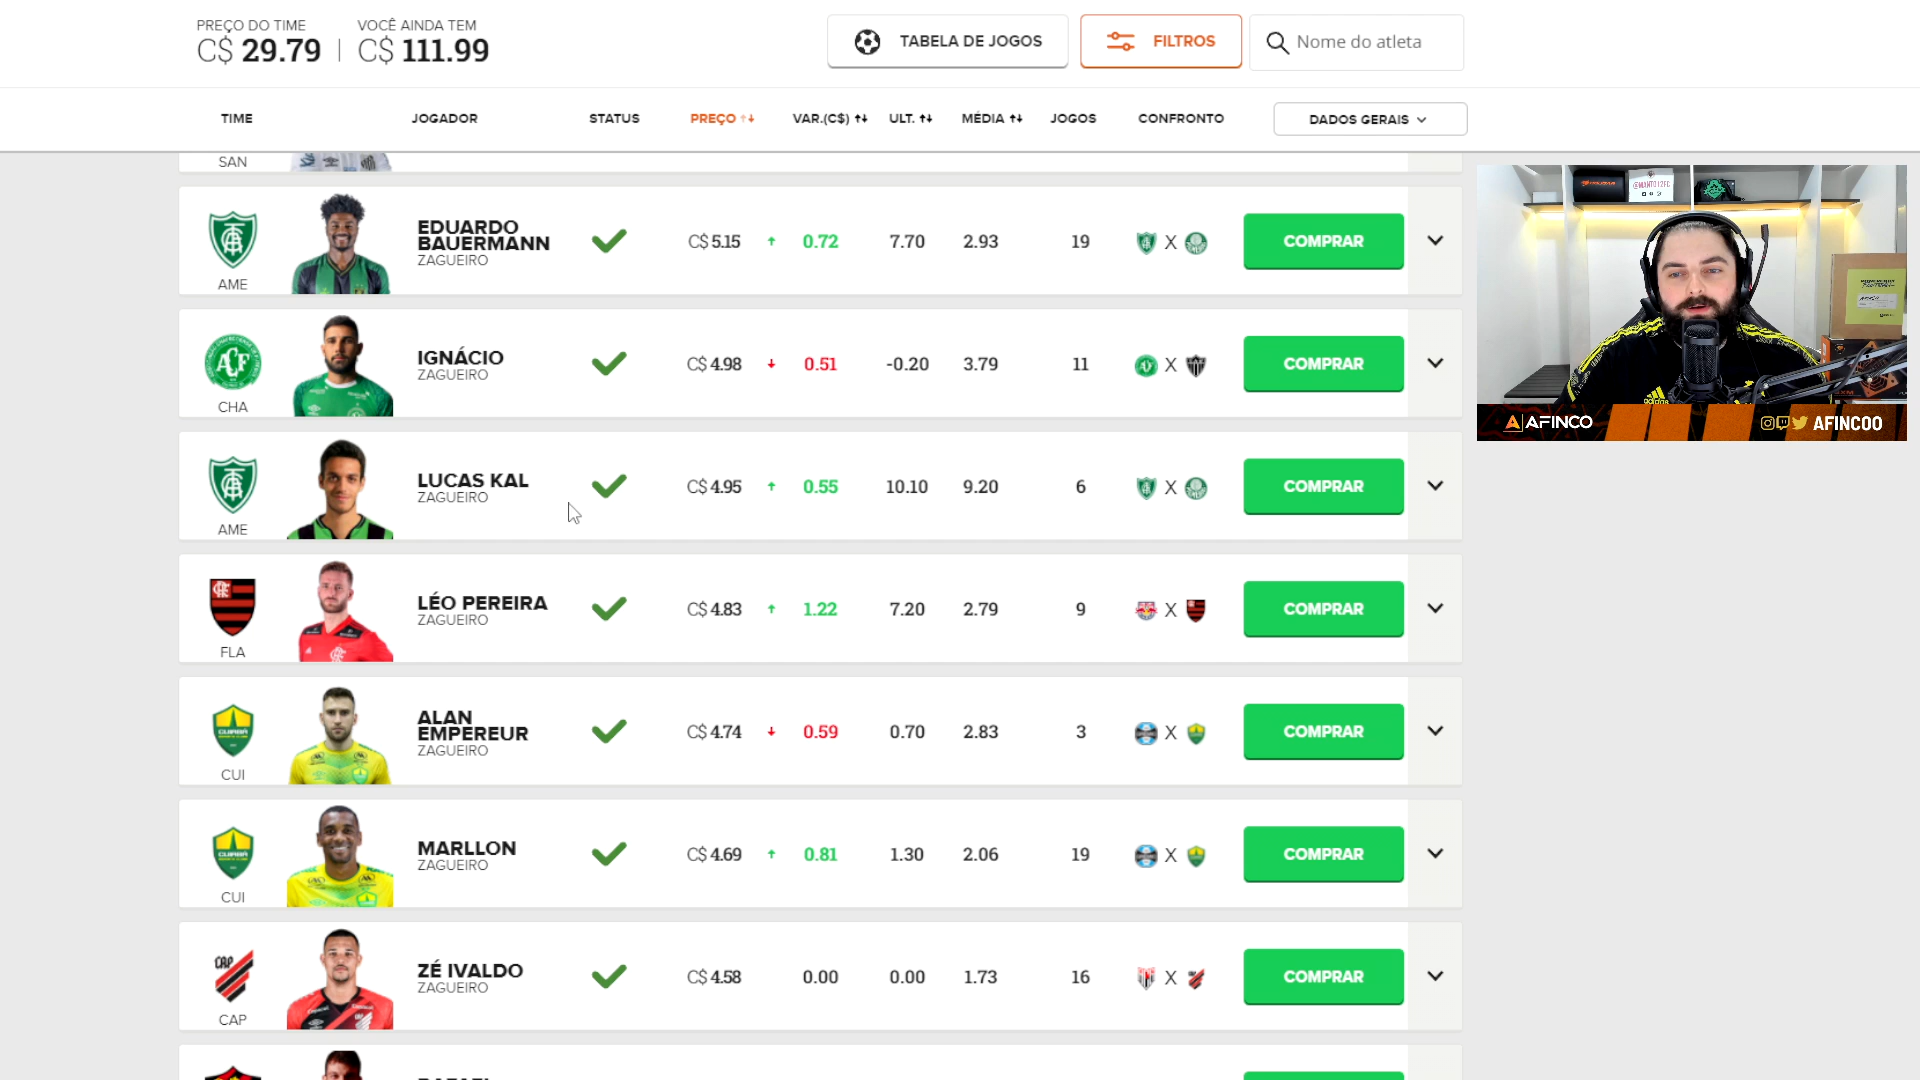 PREÇO DO TIME
C$ 29.79
VOCÊ AINDA TEM
C$ 111.99
TABELA DE JOGOS
FILTROS
Nome do atleta
TIME JOGADOR STATUS PREÇO VAR.(C$) ULT. MÉDIA JOGOS CONFRONTO DADOS GERAIS
SAN
EDUARDO
BAUERMANN
ZAGUEIRO
AME
C$ 5.15 0.72 7.70 2.93 19 X COMPRAR
IGNÁCIO
ZAGUEIRO
CHA
C$ 4.98 0.51 -0.20 3.79 11 X COMPRAR
LUCAS KAL
ZAGUEIRO
AME
C$ 4.95 0.55 10.10 9.20 6 X COMPRAR
LÉO PEREIRA
ZAGUEIRO
FLA
C$ 4.83 1.22 7.20 2.79 9 X COMPRAR
ALAN
EMPEREUR
ZAGUEIRO
CUI
C$ 4.74 0.59 0.70 2.83 3 X COMPRAR
MARLLON
ZAGUEIRO
CUI
C$ 4.69 0.81 1.30 2.06 19 X COMPRAR
ZÉ IVALDO
ZAGUEIRO
CAP
C$ 4.58 0.00 0.00 1.73 16 X COMPRAR
@MANTO12FC
adidas
AFINCO
AFINCOO